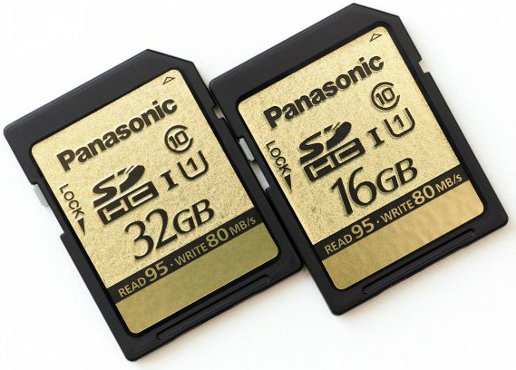 Panasonic
10
LOCK
SD
HC I 1
32GB
READ 95 · WRITE 80 MB/s
Panasonic
10
LOCK
SD
HC I 1
16GB
READ 95 · WRITE 80 MB/s